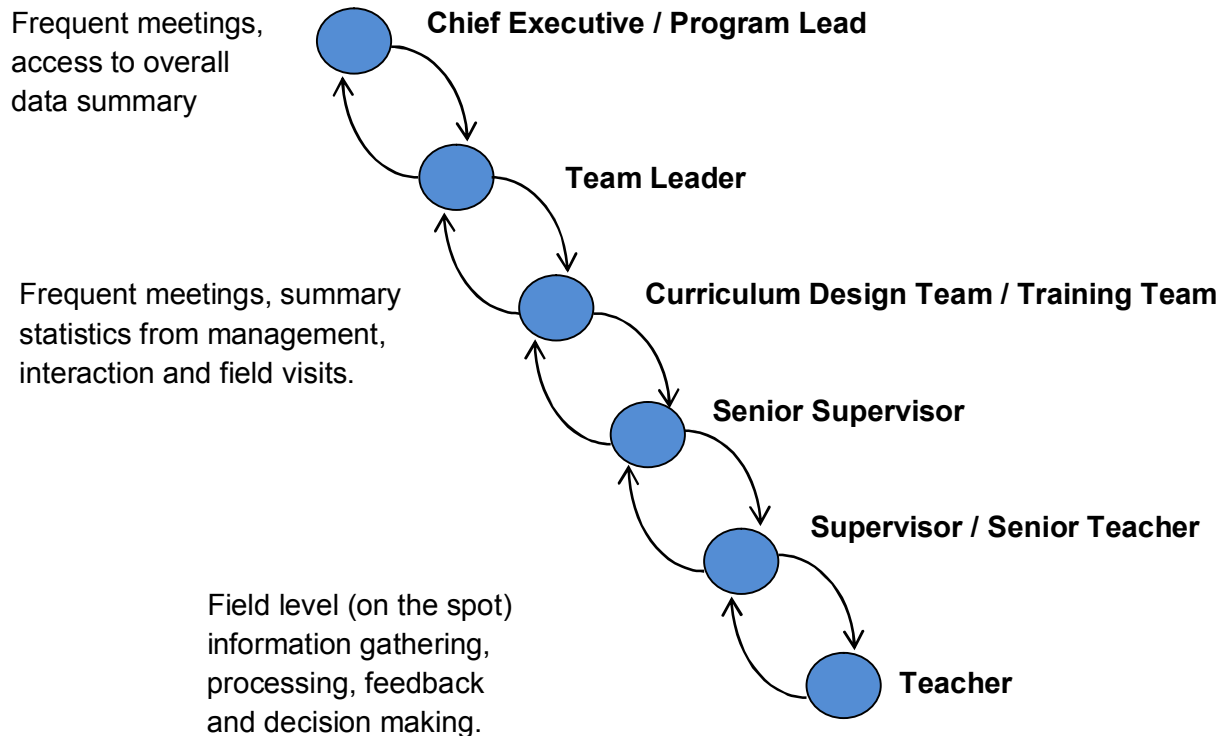 Frequent meetings,
access to overall
data summary
Chief Executive / Program Lead
Team Leader
Frequent meetings, summary
statistics from management,
interaction and field visits.
Curriculum Design Team / Training Team
Senior Supervisor
Supervisor / Senior Teacher
Field level (on the spot)
information gathering,
processing, feedback
and decision making.
Teacher